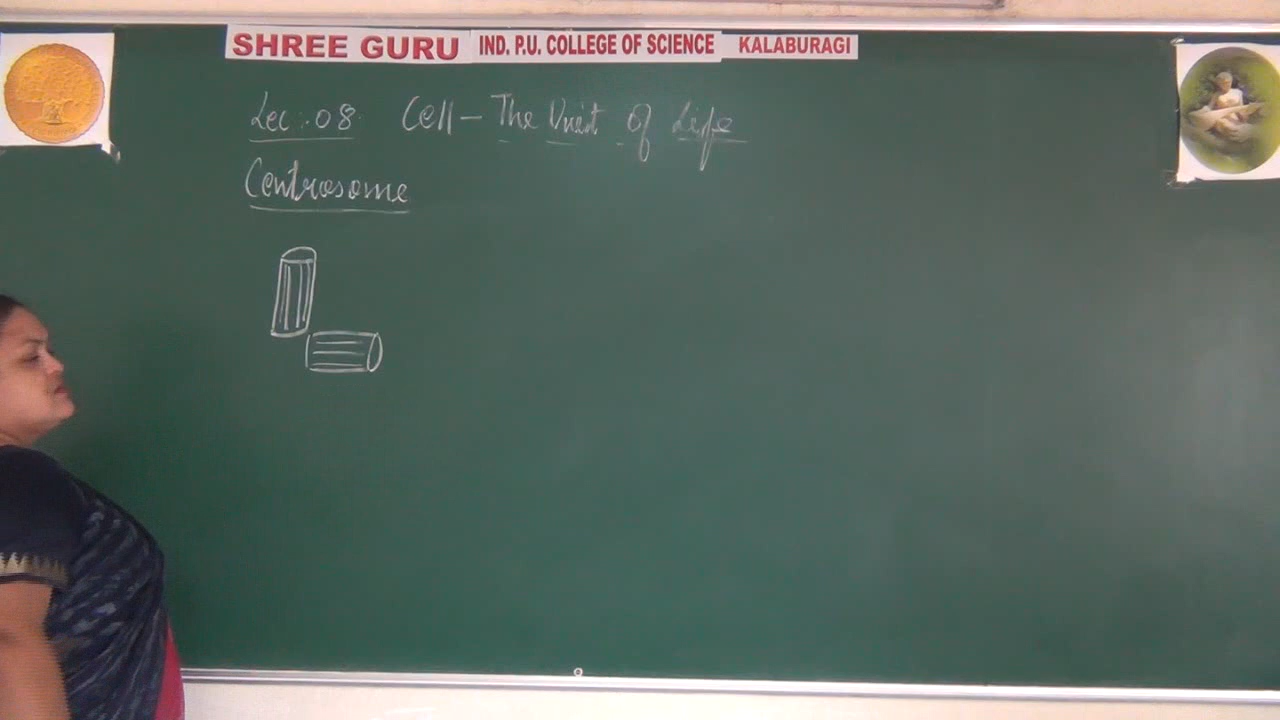 SHREE GURU IND. P.U. COLLEGE OF SCIENCE KALABURAGI
Lec : 08 Cell – The Unit of Life
Centrosome